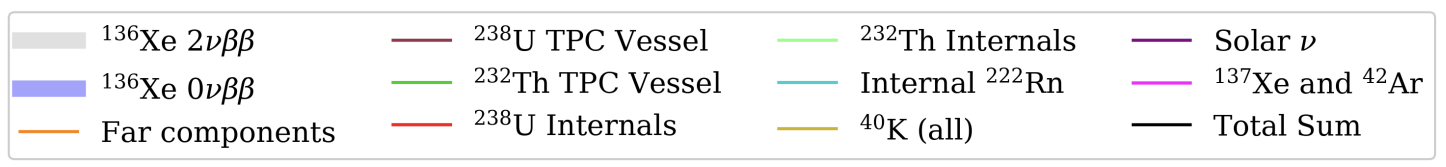 ¹³⁶Xe 2νββ
¹³⁶Xe 0νββ
Far components
²³⁸U TPC Vessel
²³²Th TPC Vessel
²³⁸U Internals
²³²Th Internals
Internal ²²²Rn
⁴⁰K (all)
Solar ν
¹³⁷Xe and ⁴²Ar
Total Sum